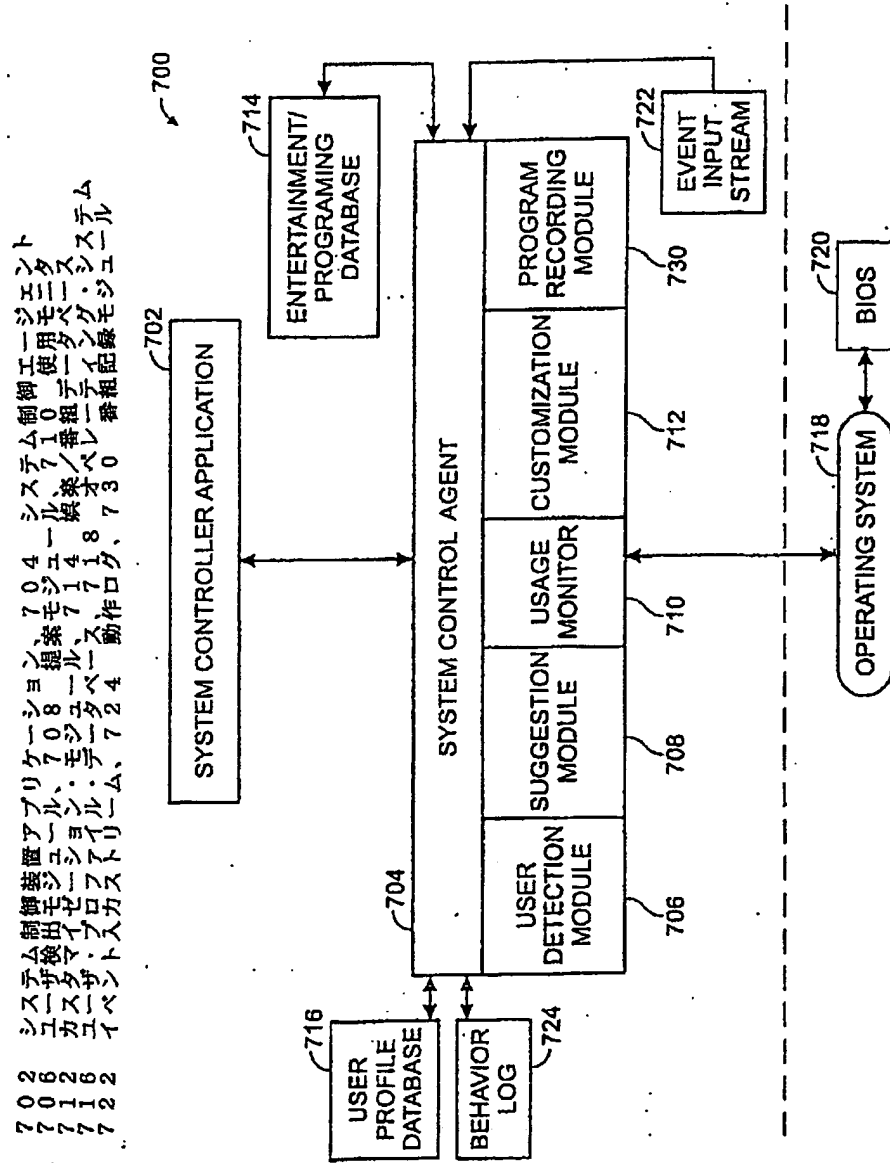 702 システム制御装置アプリケーション、704 システム制御エージェント
706 ユーザ検出モジュール、708 提案モジュール、710 使用モニタ
712 カスタマイゼーション・モジュール、714 娯楽/番組データベース
716 ユーザ・プロファイル・データベース、718 オペレーティング・システム
722 イベント入力ストリーム、724 動作ログ、730 番組記録モジュール
700
702
SYSTEM CONTROLLER APPLICATION
714
ENTERTAINMENT/
PROGRAMING
DATABASE
716
USER
PROFILE
DATABASE
724
BEHAVIOR
LOG
704
SYSTEM CONTROL AGENT
USER
DETECTION
MODULE
SUGGESTION
MODULE
USAGE
MONITOR
CUSTOMIZATION
MODULE
PROGRAM
RECORDING
MODULE
706
708
710
712
730
722
EVENT
INPUT
STREAM
718
OPERATING SYSTEM
720
BIOS